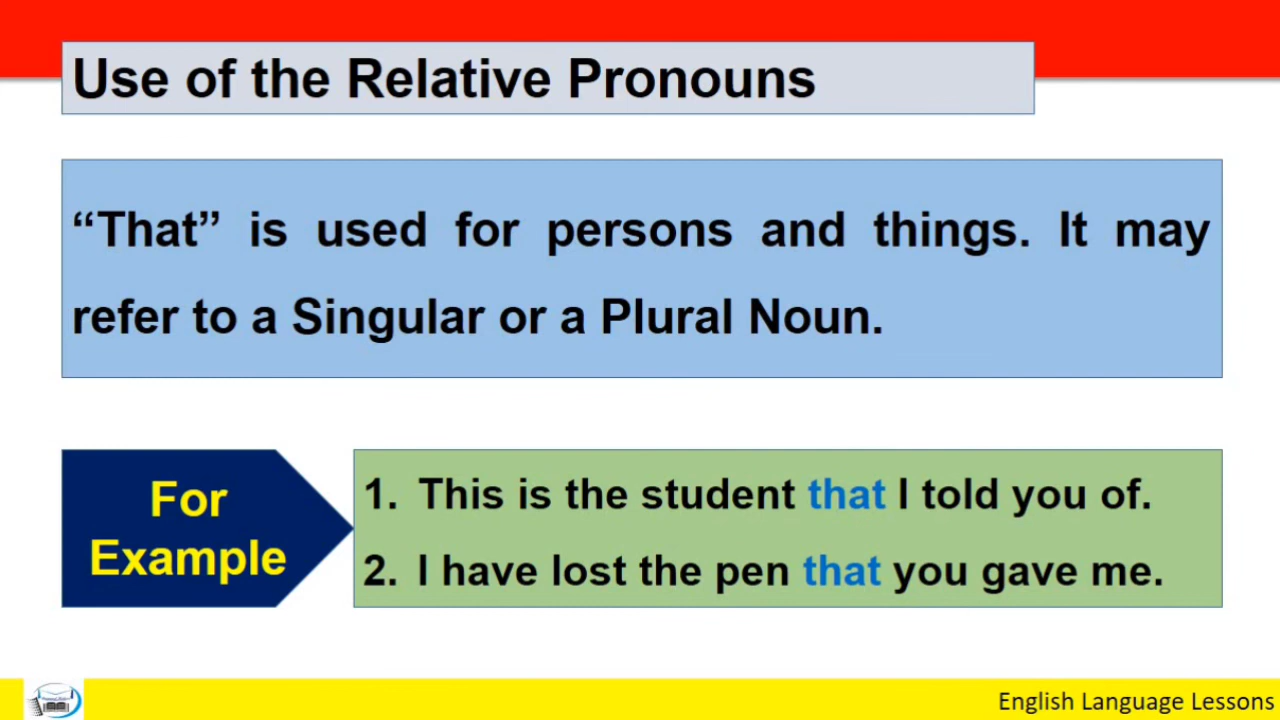 Use of the Relative Pronouns
“That” is used for persons and things. It may
refer to a Singular or a Plural Noun.
For
Example
1. This is the student that I told you of.
2. I have lost the pen that you gave me.
English Language Lessons